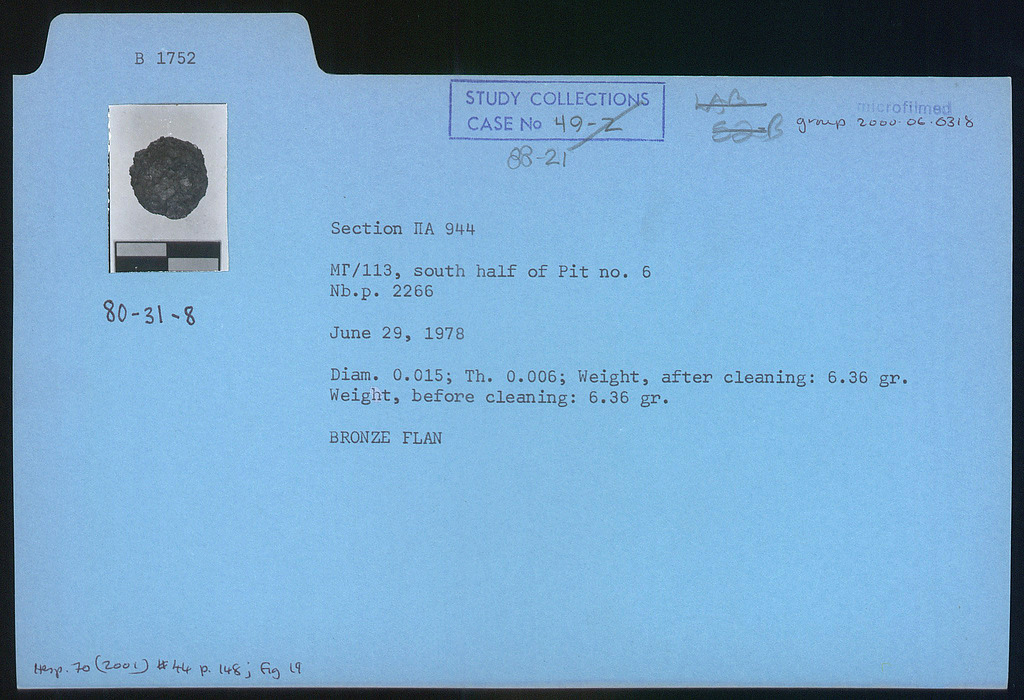 B 1752
STUDY COLLECTIONS
CASE No 49-Z
88-21
LAB
microfilmed
group 2000.06.0318
80-31-8
Section ΠΑ 944
ΜΓ/113, south half of Pit no. 6
Nb.p. 2266
June 29, 1978
Diam. 0.015; Th. 0.006; Weight, after cleaning: 6.36 gr.
Weight, before cleaning: 6.36 gr.
BRONZE FLAN
Hesp. 70 (2001) #44 p. 148; Fig 19